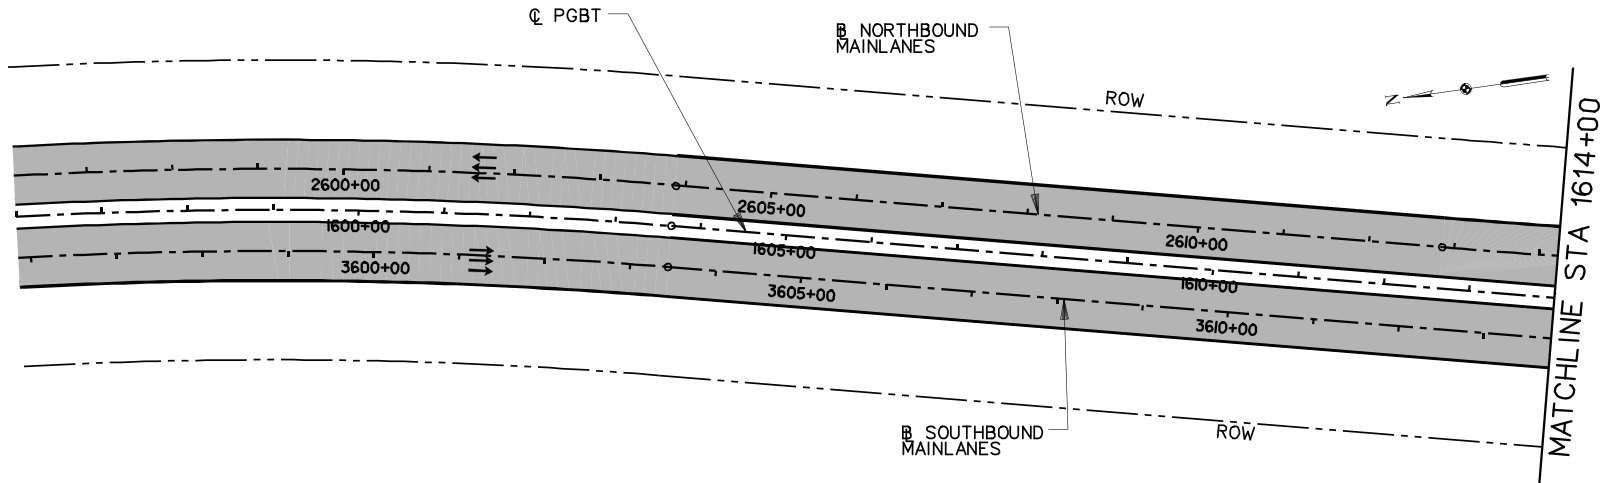 ℄ PGBT
B̲L NORTHBOUND
MAINLANES
ROW
N
2600+00
2605+00
2610+00
1600+00
1605+00
1610+00
3600+00
3605+00
3610+00
BL SOUTHBOUND
MAINLANES
ROW
MATCHLINE STA 1614+00